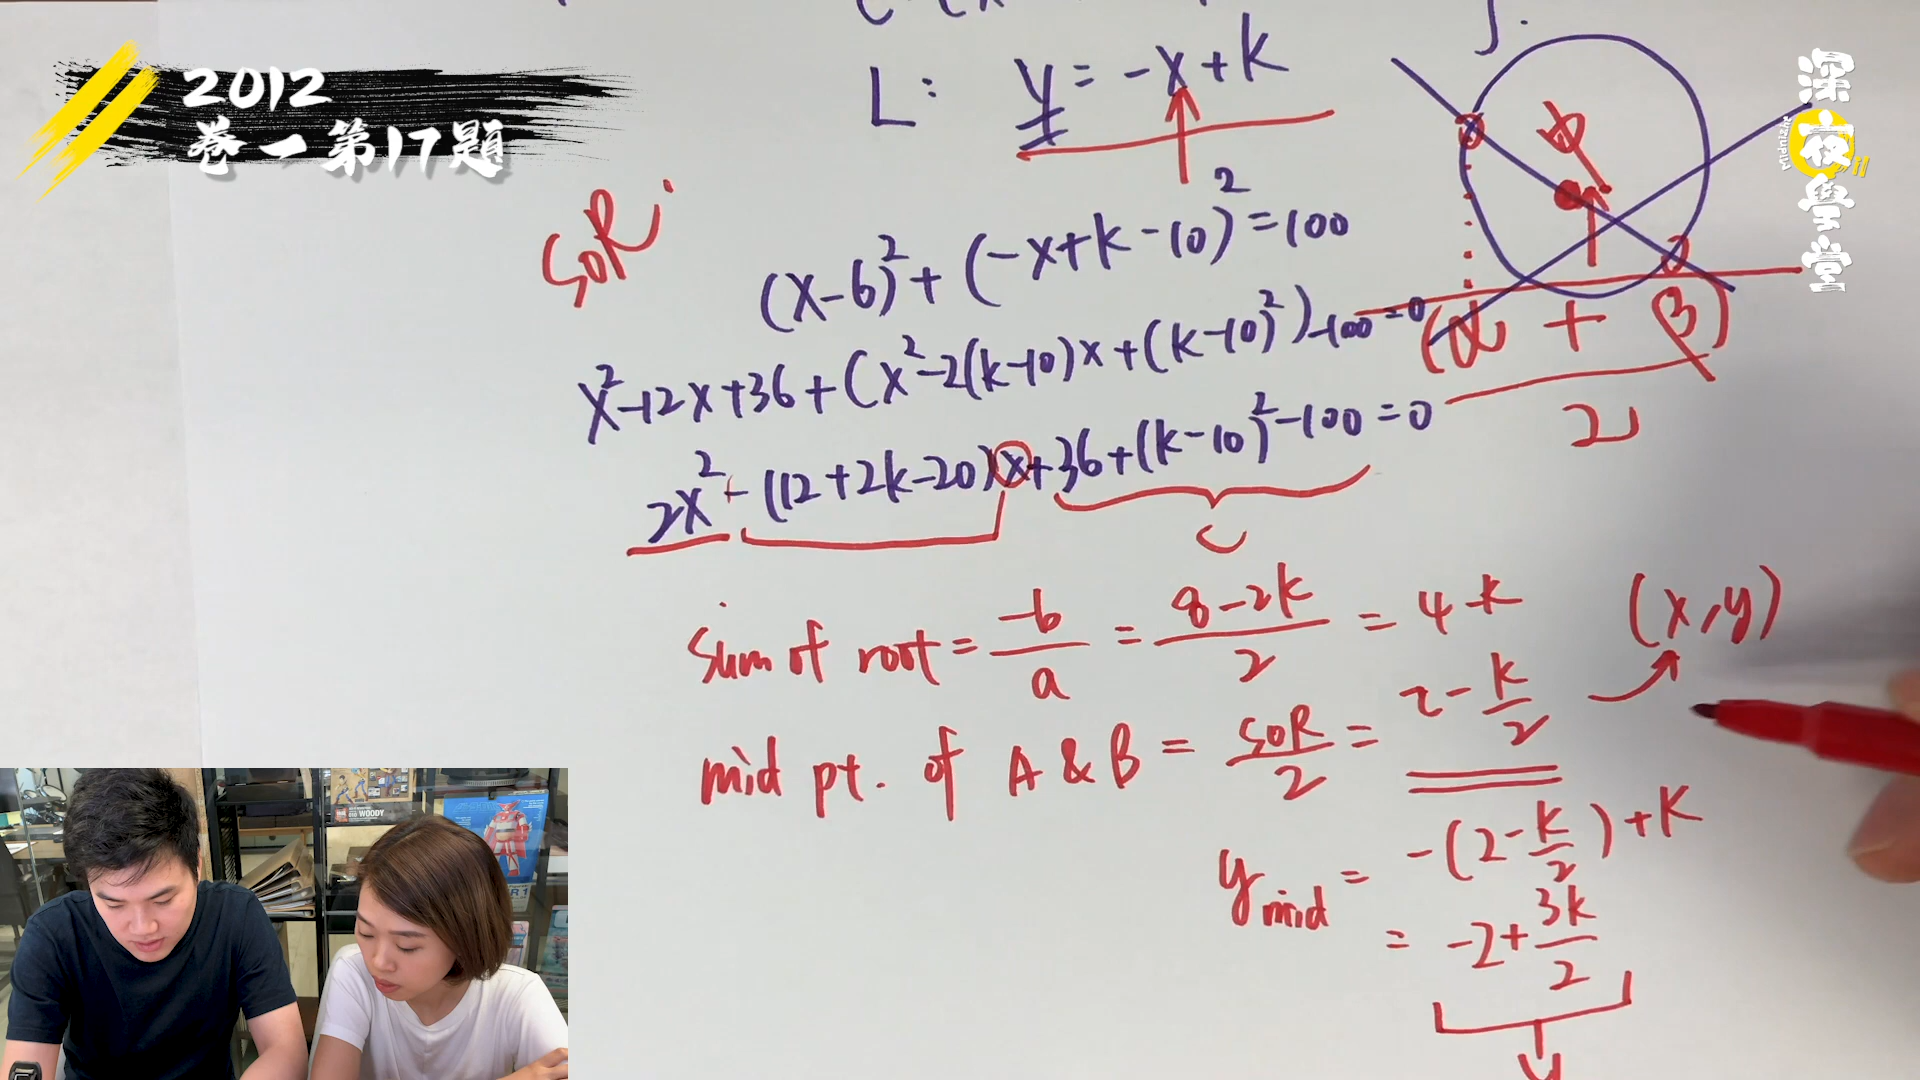 2012
卷一第17題
深夜學堂
L: y = -x + k
SOR
(x-6)² + (-x+k-10)² = 100
x²-12x+36+(x²-2(k-10)x+(k-10)²)-100=0
2x² - (12+2k-20)x+36+(k-10)²-100=0
C
(α + β)
2
sum of root = -b/a = 8-2k/2 = 4-k
(x,y)
mid pt. of A & B = SOR/2 = 2-k/2
y mid = -(2-k/2)+k
= -2+3k/2
WOODY